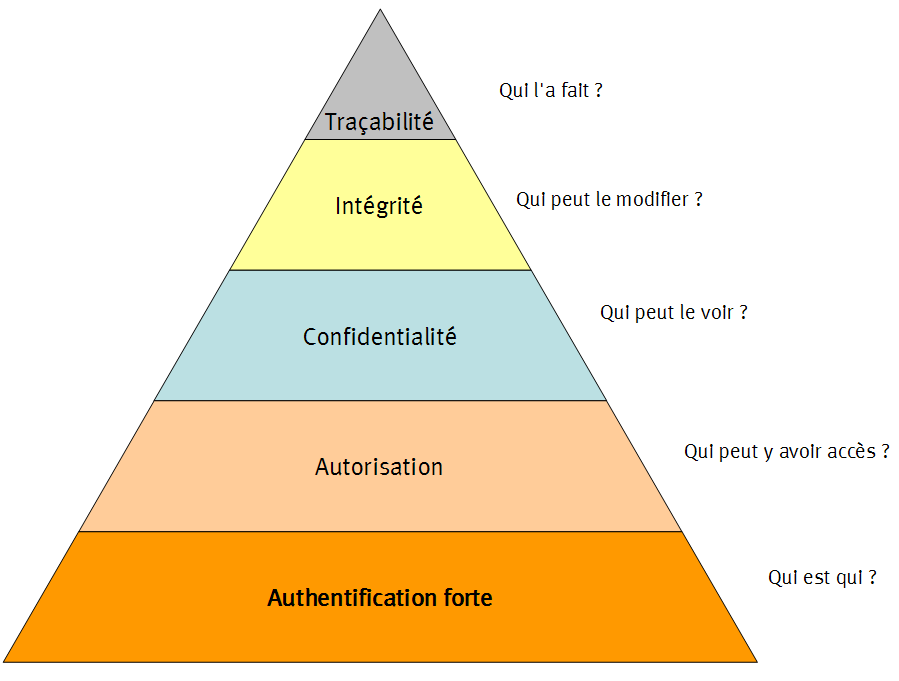 Qui l'a fait ?
Traçabilité
Qui peut le modifier ?
Intégrité
Qui peut le voir ?
Confidentialité
Qui peut y avoir accès ?
Autorisation
Qui est qui ?
Authentification forte